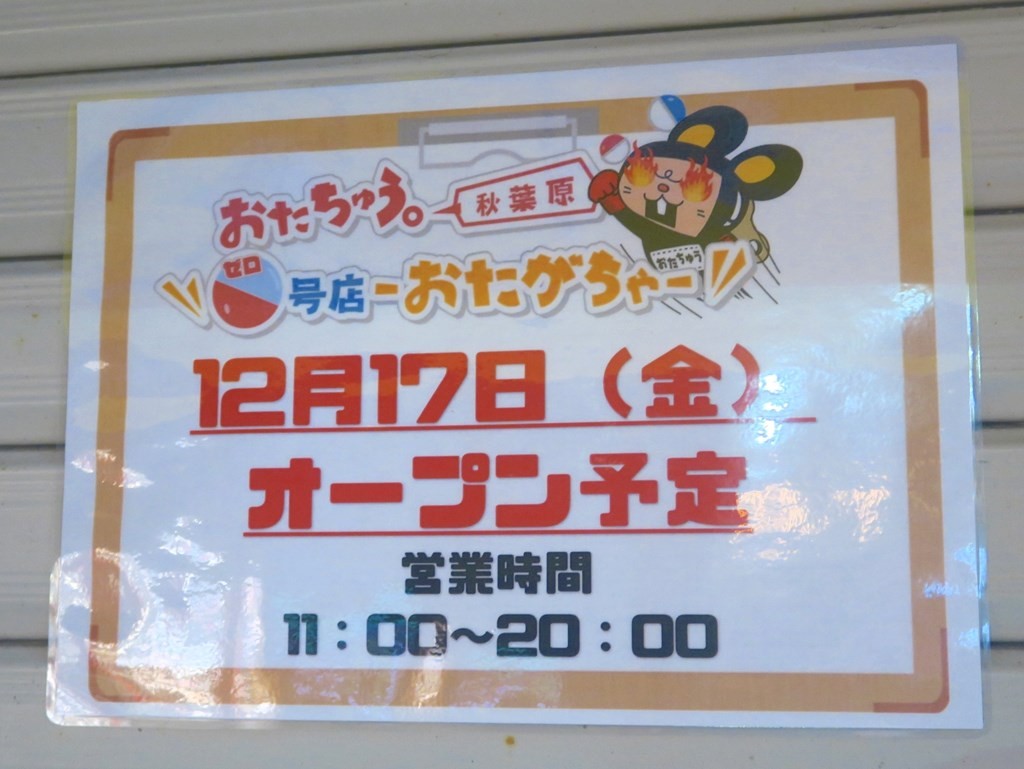 おたちゅう。秋葉原
おたちゅう
ゼロ
号店-おたがちゃー
12月17日（金）
オープン予定
営業時間
11：00～20：00